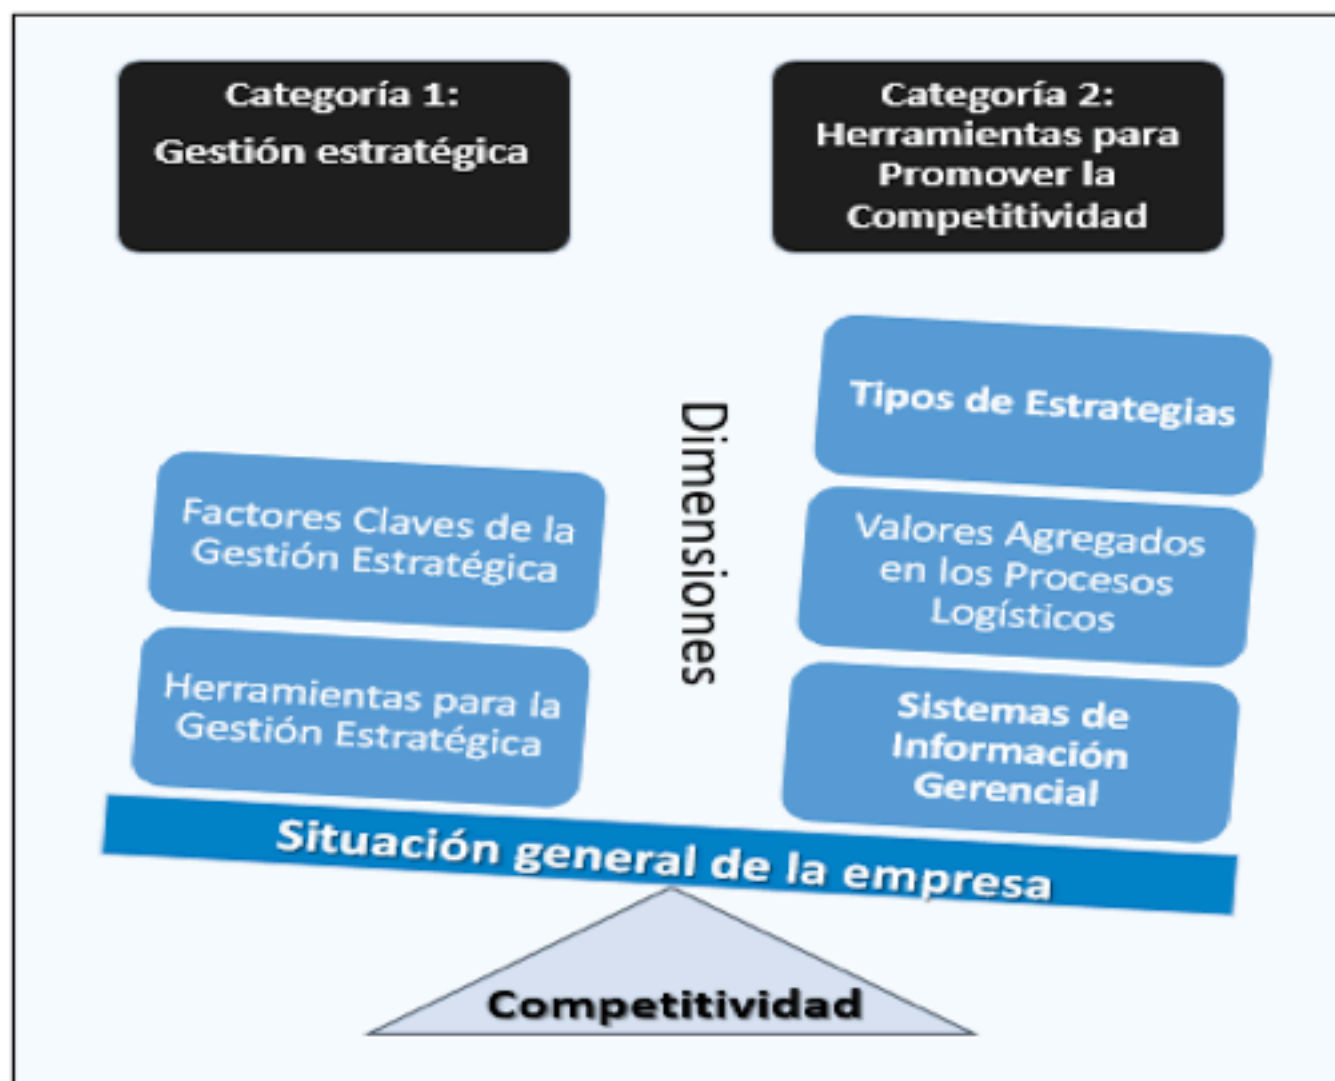 Categoría 1:
Gestión estratégica
Categoría 2:
Herramientas para
Promover la
Competitividad
Dimensiones
Factores Claves de la
Gestión Estratégica
Herramientas para la
Gestión Estratégica
Tipos de Estrategias
Valores Agregados
en los Procesos
Logísticos
Sistemas de
Información
Gerencial
Situación general de la empresa
Competitividad